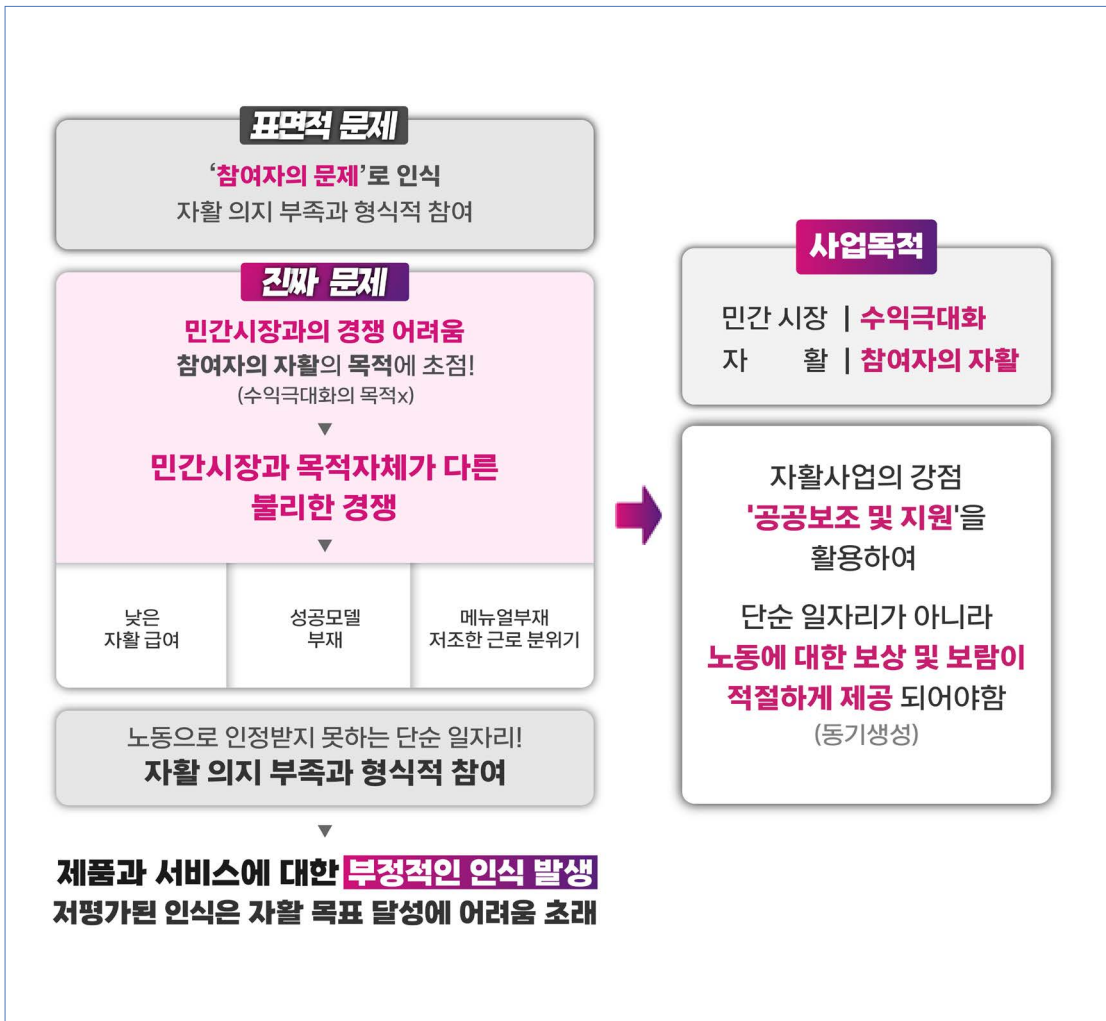 표면적 문제
‘참여자의 문제’로 인식
자활 의지 부족과 형식적 참여
진짜 문제
민간시장과의 경쟁 어려움
참여자의 자활의 목적에 초점!
(수익극대화의 목적x)
▼
민간시장과 목적자체가 다른
불리한 경쟁
▼
낮은
자활 급여
성공모델
부재
메뉴얼부재
저조한 근로 분위기
노동으로 인정받지 못하는 단순 일자리!
자활 의지 부족과 형식적 참여
▼
제품과 서비스에 대한 부정적인 인식 발생
저평가된 인식은 자활 목표 달성에 어려움 초래
사업목적
민간 시장 | 수익극대화
자 활 | 참여자의 자활
자활사업의 강점
'공공보조 및 지원'을
활용하여
단순 일자리가 아니라
노동에 대한 보상 및 보람이
적절하게 제공 되어야함
(동기생성)